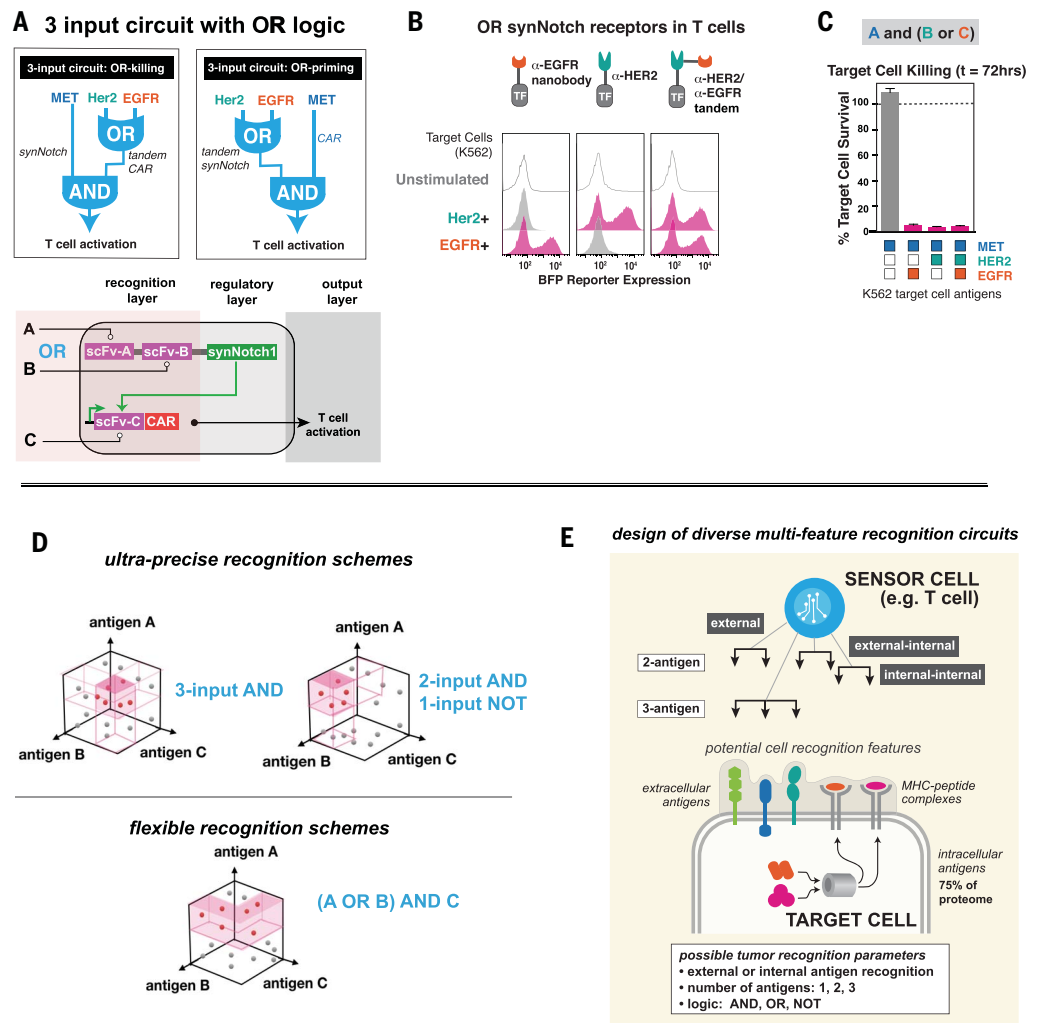 A
3 input circuit with OR logic
3-input circuit: OR-killing
MET Her2 EGFR
OR
synNotch
tandem
CAR
AND
T cell activation
3-input circuit: OR-priming
Her2 EGFR MET
OR
CAR
tandem
synNotch
AND
T cell activation
recognition
layer
regulatory
layer
output
layer
A
OR
scFv-A scFv-B synNotch1
B
scFv-C CAR
T cell
activation
C
B
OR synNotch receptors in T cells
α-EGFR
nanobody
TF
α-HER2
TF
α-HER2/
α-EGFR
tandem
TF
Target Cells
(K562)
Unstimulated
Her2+
EGFR+
10² 10⁴ 10² 10⁴ 10² 10⁴
BFP Reporter Expression
C
A and (B or C)
Target Cell Killing (t = 72hrs)
% Target Cell Survival
100
80
60
40
20
0
MET
HER2
EGFR
K562 target cell antigens
D
ultra-precise recognition schemes
antigen A
3-input AND
antigen B
antigen C
antigen A
2-input AND
1-input NOT
antigen B
antigen C
flexible recognition schemes
antigen A
(A OR B) AND C
antigen B
antigen C
E
design of diverse multi-feature recognition circuits
SENSOR CELL
(e.g. T cell)
external
external-internal
2-antigen
internal-internal
3-antigen
potential cell recognition features
extracellular
antigens
MHC-peptide
complexes
intracellular
antigens
75% of
proteome
TARGET CELL
possible tumor recognition parameters
• external or internal antigen recognition
• number of antigens: 1, 2, 3
• logic: AND, OR, NOT